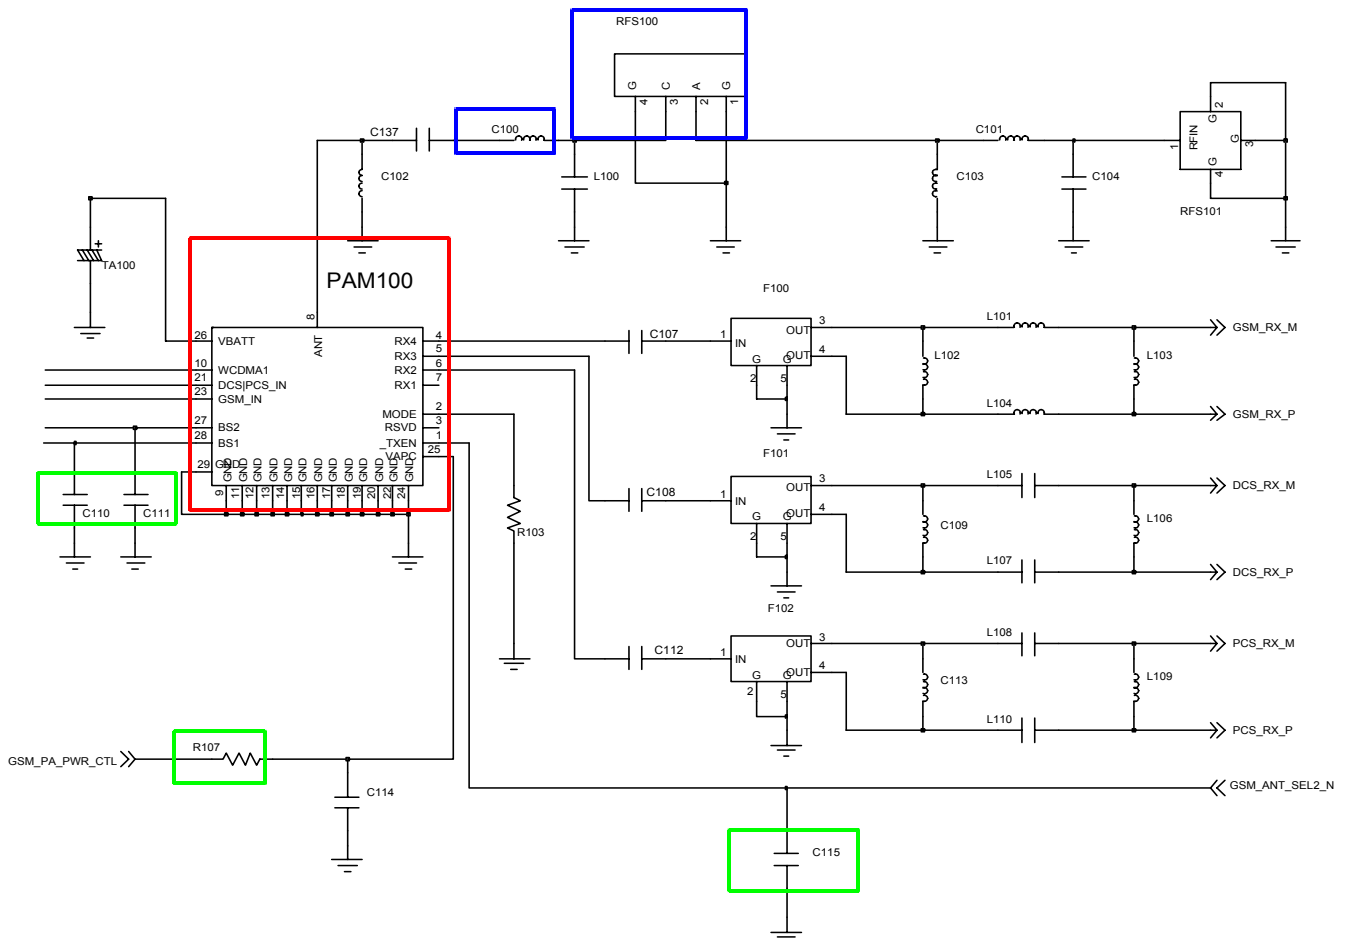 RFS100
G C A G
4 3 2 1
C137
C100
C101
C102
L100
C103
C104
1 RFIN G 2 G 3 G 4
RFS101
+
TA100
PAM100
8
ANT
26 VBATT
10 WCDMA1
21 DCS|PCS_IN
23 GSM_IN
27 BS2
28 BS1
29 GND
RX4 4
RX3 5
RX2 6
RX1 7
MODE 2
RSVD 3
_TXEN 1
_VAPC 25
GND GND GND GND GND GND GND GND GND GND GND GND GND
9 11 12 13 14 15 16 17 18 19 20 22 24
C110
C111
R103
C107
F100
1 IN OUT 3
OUT 4
G G
2 5
L101
L102
L103
L104
GSM_RX_M
GSM_RX_P
F101
C108
1 IN OUT 3
OUT 4
G G
2 5
L105
C109
L106
L107
DCS_RX_M
DCS_RX_P
F102
C112
1 IN OUT 3
OUT 4
G G
2 5
L108
C113
L109
L110
PCS_RX_M
PCS_RX_P
GSM_PA_PWR_CTL
R107
C114
GSM_ANT_SEL2_N
C115